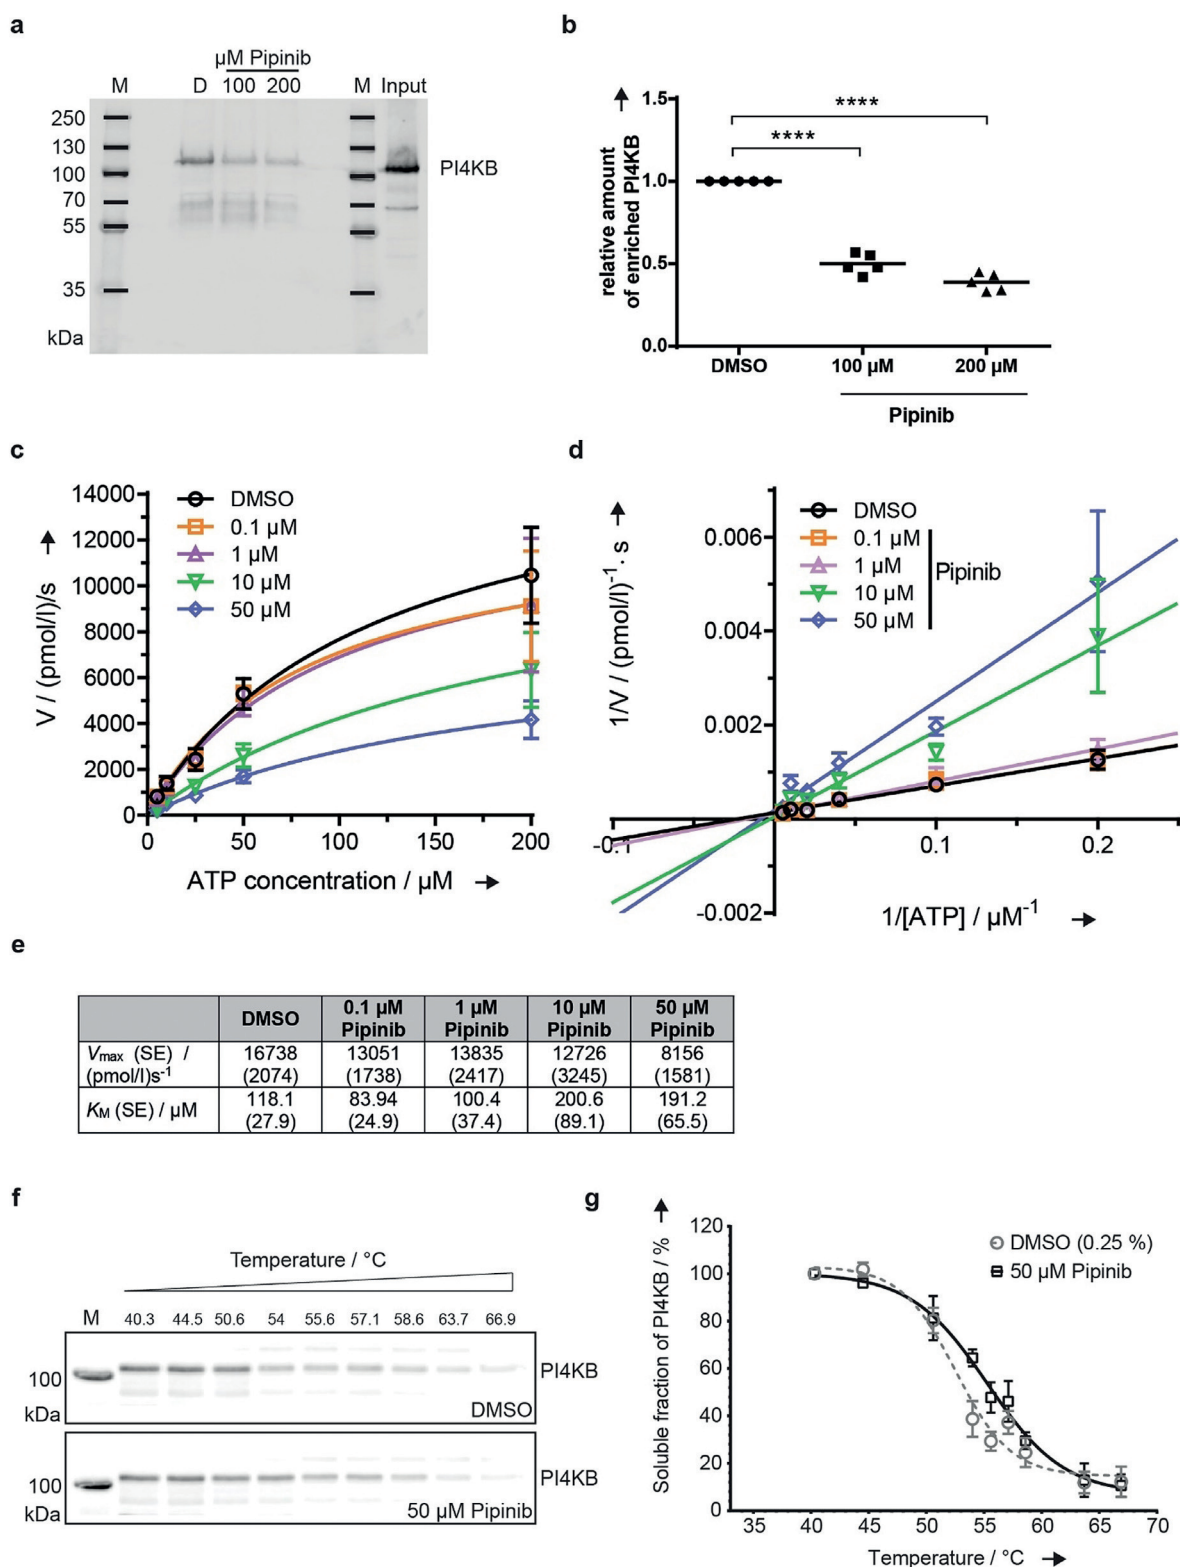 a
µM Pipinib
M D 100 200 M Input
250
130
100
70
55
35
kDa
PI4KB
b
relative amount
of enriched PI4KB
1.5
1.0
0.5
0.0
****
****
DMSO 100 µM 200 µM
Pipinib
c
V / (pmol/l)/s
14000
12000
10000
8000
6000
4000
2000
0
DMSO
0.1 µM
1 µM
10 µM
50 µM
0 50 100 150 200
ATP concentration / µM
d
1/V / (pmol/l)-1. s
DMSO
0.1 µM
1 µM
10 µM
50 µM
Pipinib
0.006
0.004
0.002
-0.002
-0.1 0.1 0.2
1/[ATP] / µM-1
e
DMSO 0.1 µM Pipinib 1 µM Pipinib 10 µM Pipinib 50 µM Pipinib
Vmax (SE) / (pmol/l)s-1 16738 (2074) 13051 (1738) 13835 (2417) 12726 (3245) 8156 (1581)
KM (SE) / µM 118.1 (27.9) 83.94 (24.9) 100.4 (37.4) 200.6 (89.1) 191.2 (65.5)
f
Temperature / °C
M 40.3 44.5 50.6 54 55.6 57.1 58.6 63.7 66.9
100
kDa
PI4KB
DMSO
100
kDa
PI4KB
50 µM Pipinib
g
Soluble fraction of PI4KB / %
120
100
80
60
40
20
0
DMSO (0.25 %)
50 µM Pipinib
35 40 45 50 55 60 65 70
Temperature / °C